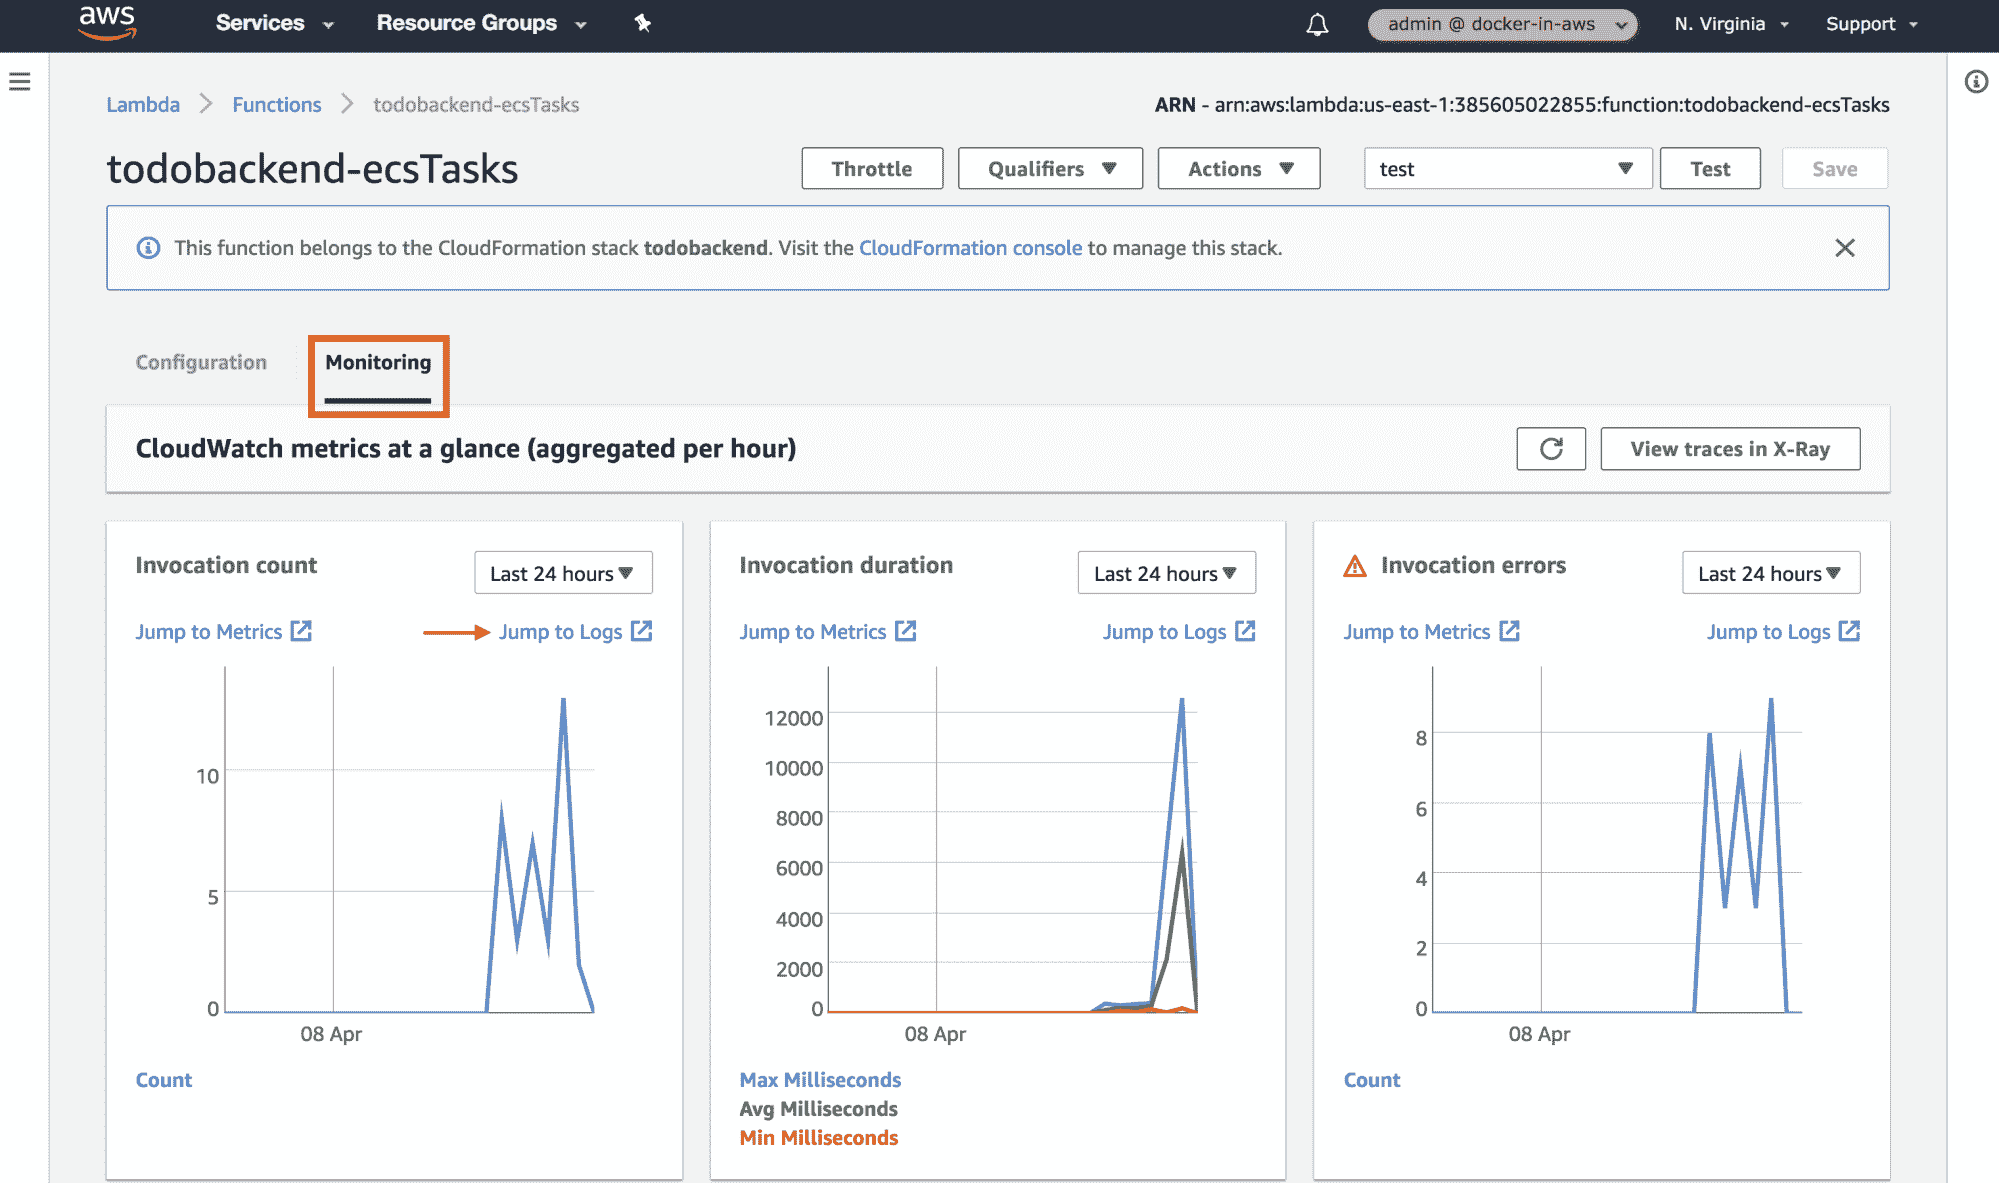 aws Services Resource Groups admin @ docker-in-aws N. Virginia Support
Lambda Functions todobackend-ecsTasks ARN - arn:aws:lambda:us-east-1:385605022855:function:todobackend-ecsTasks
todobackend-ecsTasks Throttle Qualifiers Actions test Test Save
This function belongs to the CloudFormation stack todobackend. Visit the CloudFormation console to manage this stack.
Configuration Monitoring
CloudWatch metrics at a glance (aggregated per hour) View traces in X-Ray
Invocation count Last 24 hours
Jump to Metrics Jump to Logs
10
5
0
08 Apr
Count
Invocation duration Last 24 hours
Jump to Metrics Jump to Logs
12000
10000
8000
6000
4000
2000
0
08 Apr
Max Milliseconds
Avg Milliseconds
Min Milliseconds
Invocation errors Last 24 hours
Jump to Metrics Jump to Logs
8
6
4
2
0
08 Apr
Count